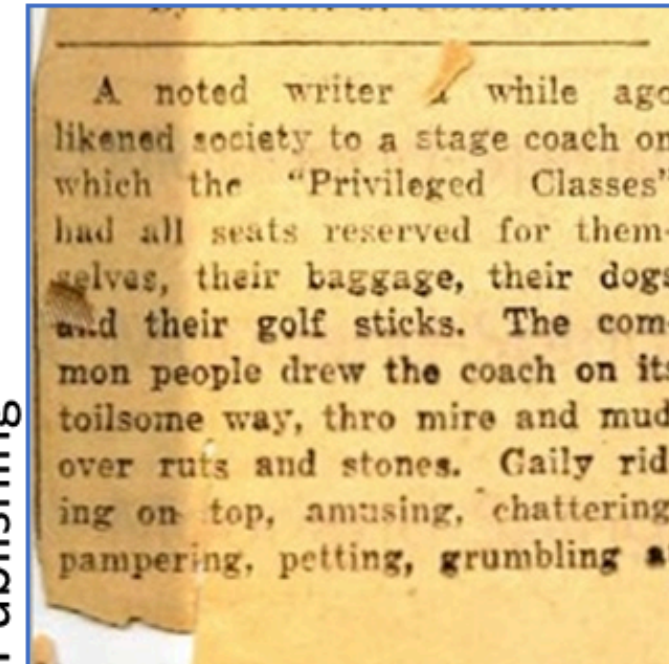 A noted writer a while ago
likened society to a stage coach on
which the “Privileged Classes”
had all seats reserved for them-
selves, their baggage, their dogs
and their golf sticks. The com-
mon people drew the coach on its
toilsome way, thro mire and mud
over ruts and stones. Gaily rid
ing on top, amusing, chattering
pampering, petting, grumbling